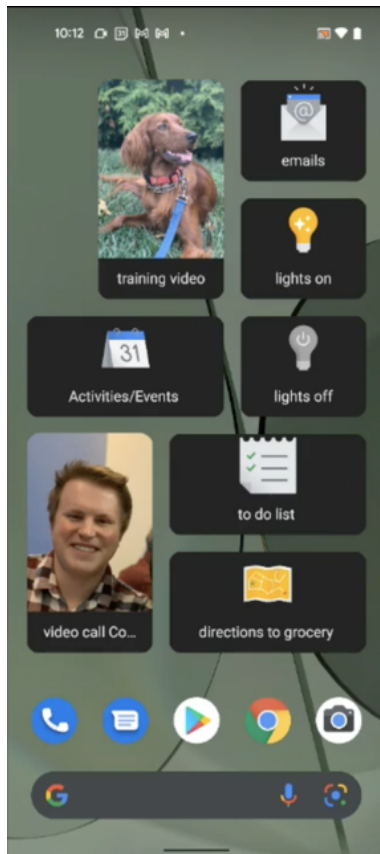 10:12
31
emails
training video
lights on
31
Activities/Events
lights off
to do list
video call Co...
directions to grocery